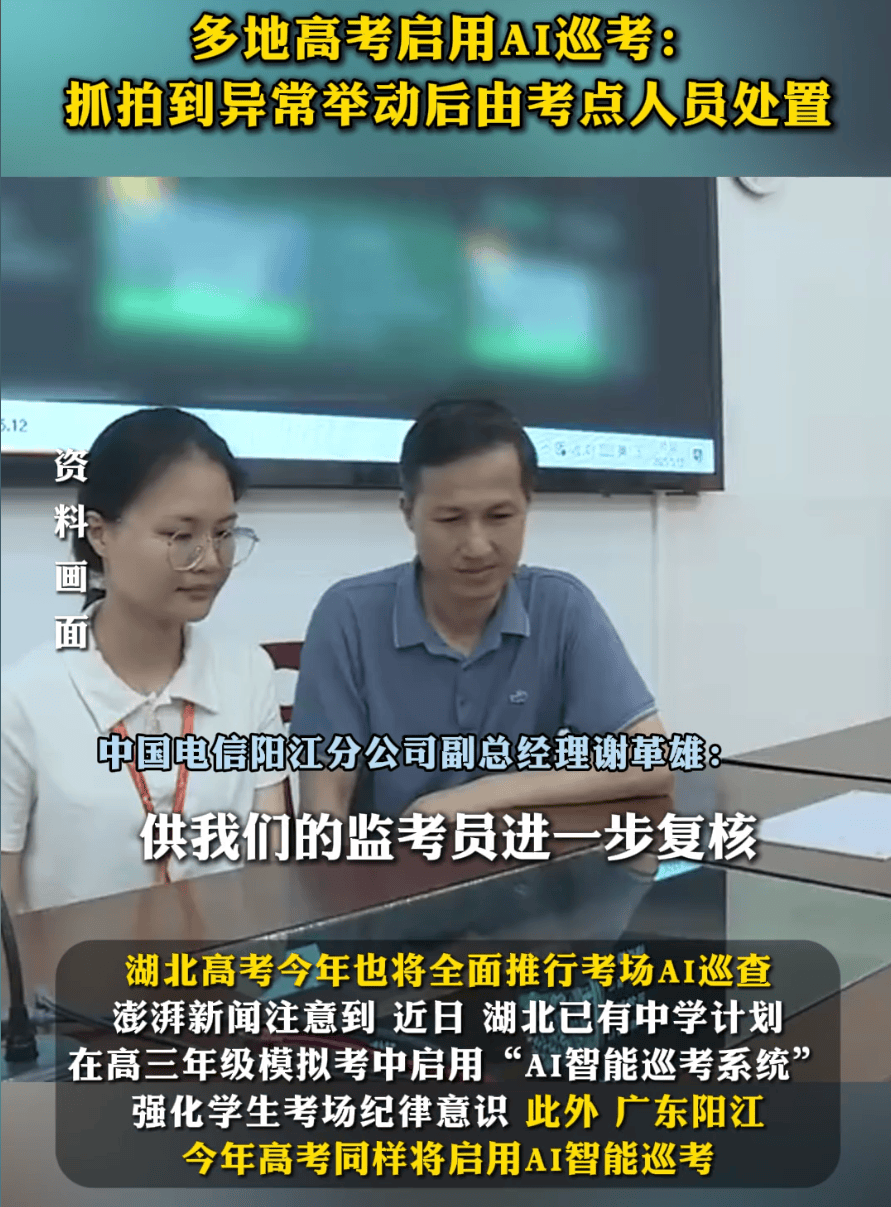 多地高考启用AI巡考：
抓拍到异常举动后由考点人员处置
5.12
资料画面
中国电信阳江分公司副总经理谢革雄：
供我们的监考员进一步复核
湖北高考今年也将全面推行考场AI巡查
澎湃新闻注意到 近日 湖北已有中学计划
在高三年级模拟考中启用“AI智能巡考系统”
强化学生考场纪律意识 此外 广东阳江
今年高考同样将启用AI智能巡考